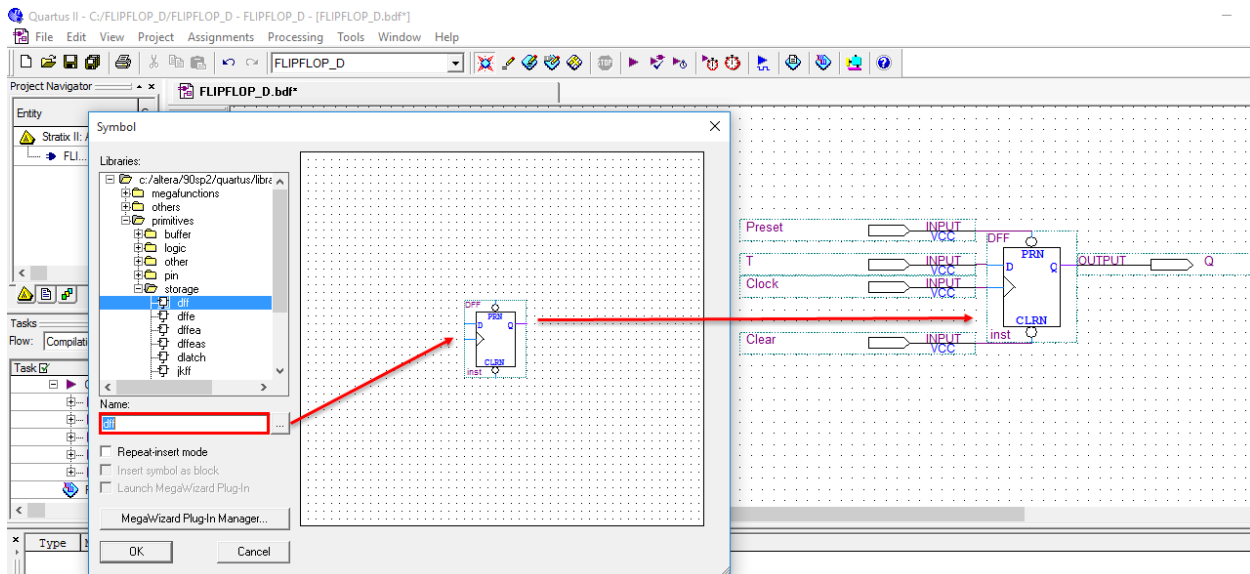 Quartus II - C:/FLIPFLOP_D/FLIPFLOP_D - FLIPFLOP_D - [FLIPFLOP_D.bdf*]
File Edit View Project Assignments Processing Tools Window Help
FLIPFLOP_D
STOP
Project Navigator
FLIPFLOP_D.bdf*
Entity
Stratix II:
FLI...
Tasks
Flow: Compilati
Task
Type
Symbol
Libraries:
c:/altera/90sp2/quartus/libra
megafunctions
others
primitives
buffer
logic
other
pin
storage
dff
dffe
dffea
dffeas
dlatch
jkff
Name:
dff
...
Repeat-insert mode
Insert symbol as block
Launch MegaWizard Plug-In
MegaWizard Plug-In Manager...
OK Cancel
DFF
PRN
D Q
CLRN
inst
Preset INPUT
VCC
DFF
PRN
T INPUT
VCC
D Q OUTPUT Q
Clock INPUT
VCC
CLRN
Clear INPUT
VCC
inst